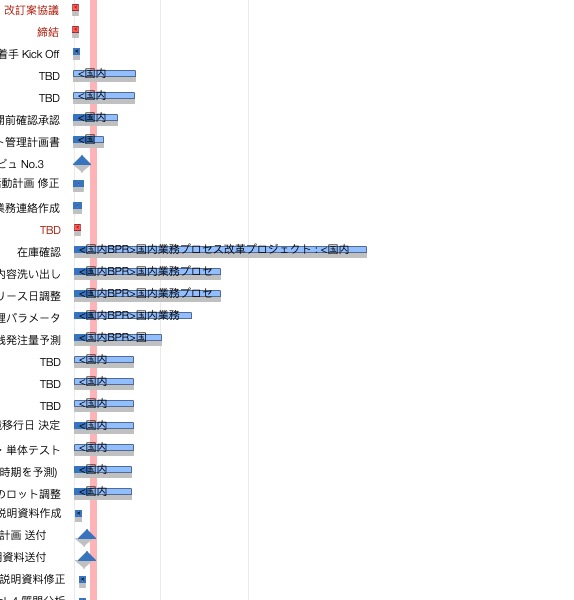 改訂案協議
締結
着手 Kick Off
TBD <国内
TBD <国内
開前確認承認 <国内
ト管理計画書 <国
ビュ No.3
活動計画 修正
業務連絡作成
TBD
在庫確認 <国内BPR>国内業務プロセス改革プロジェクト : <国内
内容洗い出し <国内BPR>国内業務プロセ
リース日調整 <国内BPR>国内業務プロセ
理パラメータ <国内BPR>国内業務
残発注量予測 <国内BPR>国
TBD <国内
TBD <国内
TBD <国内
移行日 決定 <国内
・単体テスト <国内
時期を予測) <国内
のロット調整 <国内
説明資料作成
計画 送付
資料送付
説明資料修正